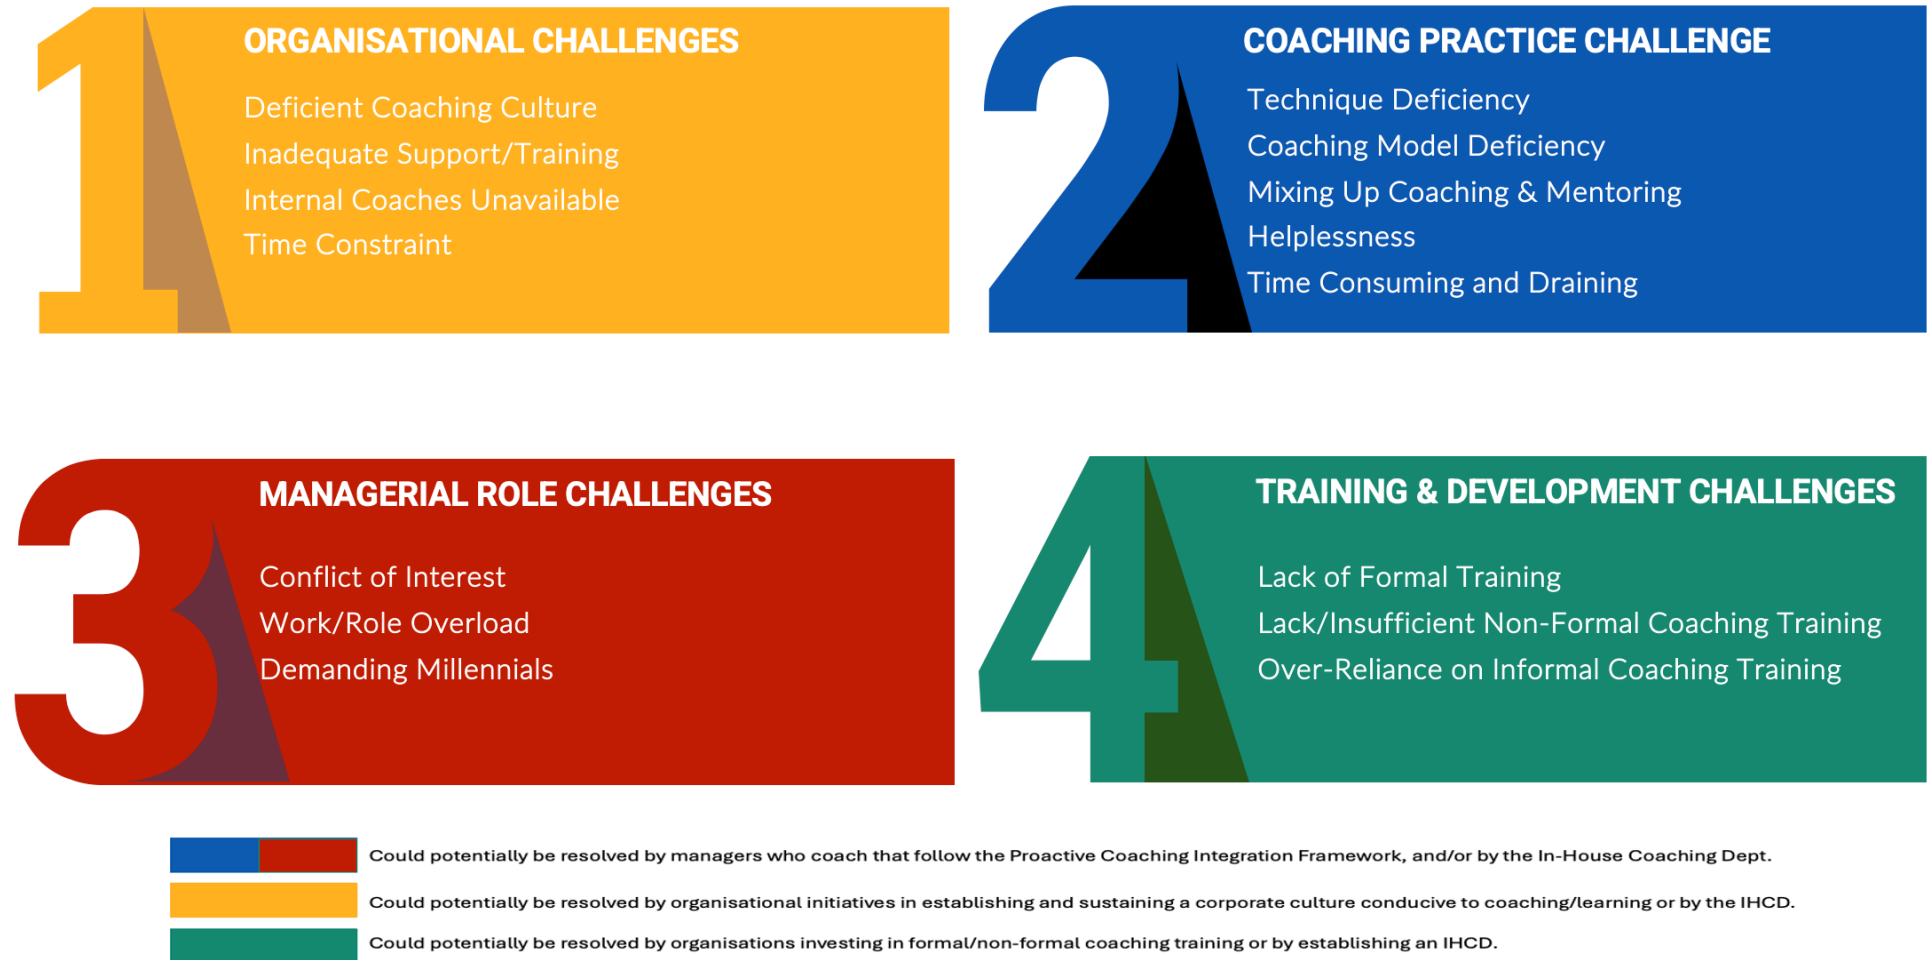 1
ORGANISATIONAL CHALLENGES
Deficient Coaching Culture
Inadequate Support/Training
Internal Coaches Unavailable
Time Constraint
2
COACHING PRACTICE CHALLENGE
Technique Deficiency
Coaching Model Deficiency
Mixing Up Coaching & Mentoring
Helplessness
Time Consuming and Draining
3
MANAGERIAL ROLE CHALLENGES
Conflict of Interest
Work/Role Overload
Demanding Millennials
4
TRAINING & DEVELOPMENT CHALLENGES
Lack of Formal Training
Lack/Insufficient Non-Formal Coaching Training
Over-Reliance on Informal Coaching Training
Could potentially be resolved by managers who coach that follow the Proactive Coaching Integration Framework, and/or by the In-House Coaching Dept.
Could potentially be resolved by organisational initiatives in establishing and sustaining a corporate culture conducive to coaching/learning or by the IHCD.
Could potentially be resolved by organisations investing in formal/non-formal coaching training or by establishing an IHCD.